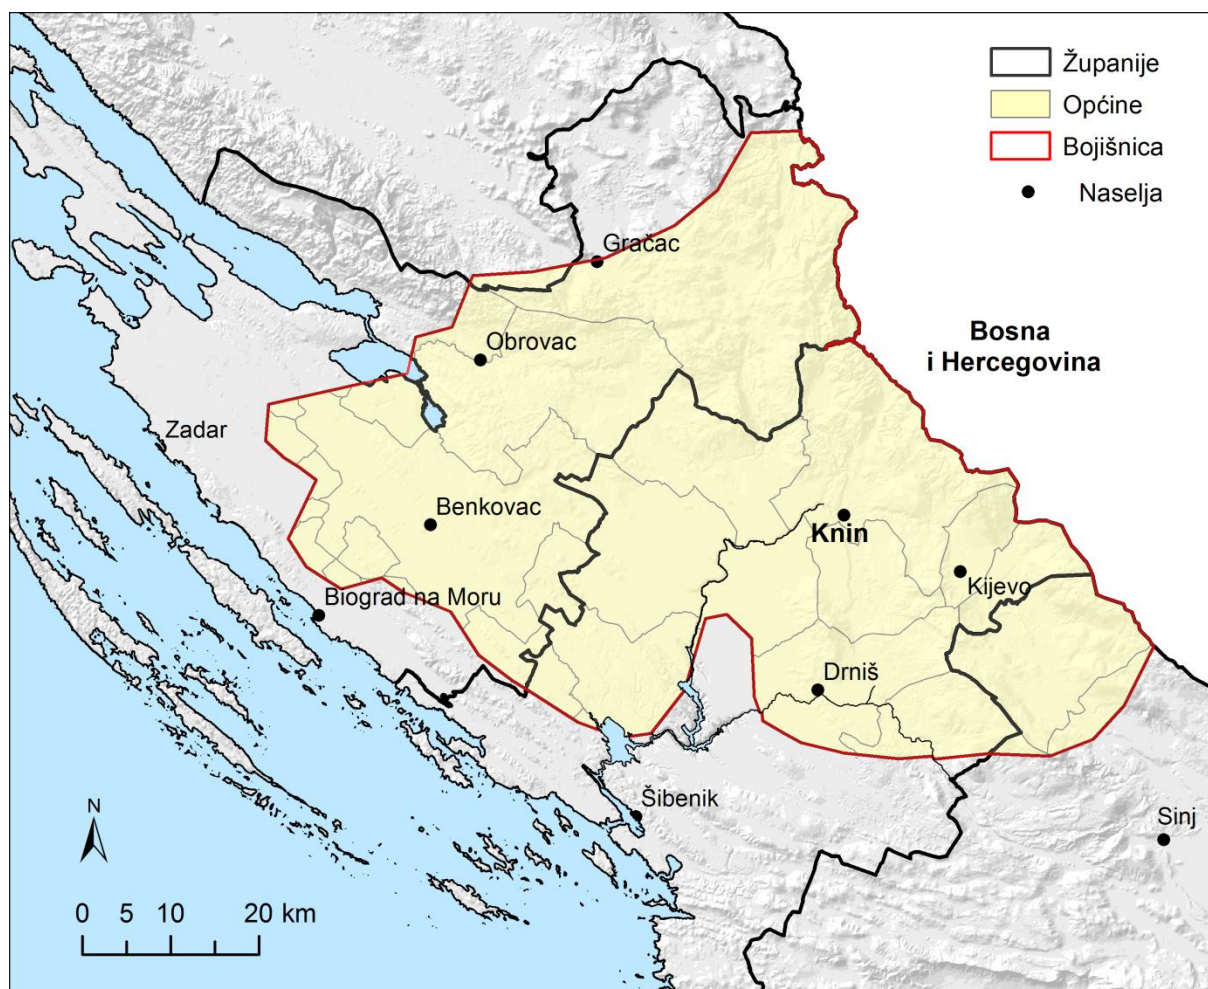 Županije
Općine
Bojišnica
Naselja
Gračac
Bosna
i Hercegovina
Obrovac
Zadar
Benkovac
Knin
Kijevo
Biograd na Moru
Drniš
Šibenik
Sinj
N
0 5 10 20 km